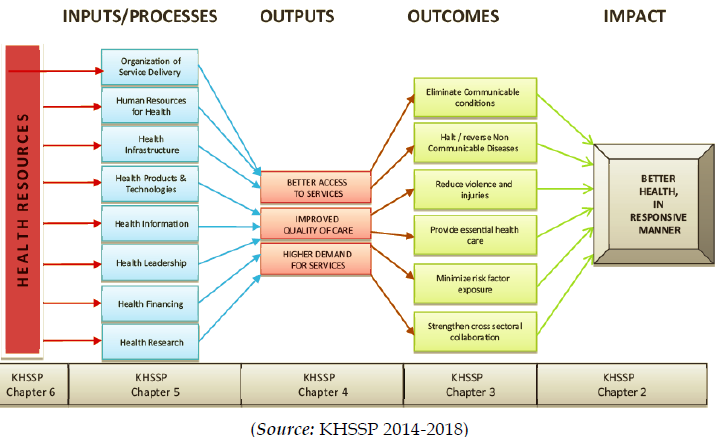 INPUTS/PROCESSES
OUTPUTS
OUTCOMES
IMPACT
HEALTH RESOURCES
Organization of
Service Delivery
Human Resources
for Health
Health
Infrastructure
Health Products &
Technologies
Health Information
Health Leadership
Health Financing
Health Research
BETTER ACCESS
TO SERVICES
IMPROVED
QUALITY OF CARE
HIGHER DEMAND
FOR SERVICES
Eliminate Communicable
conditions
Halt / reverse Non
Communicable Diseases
Reduce violence and
injuries
Provide essential health
care
Minimize risk factor
exposure
Strengthen cross sectoral
collaboration
BETTER
HEALTH,
IN
RESPONSIVE
MANNER
KHSSP
Chapter 6
KHSSP
Chapter 5
KHSSP
Chapter 4
KHSSP
Chapter 3
KHSSP
Chapter 2
(Source: KHSSP 2014-2018)